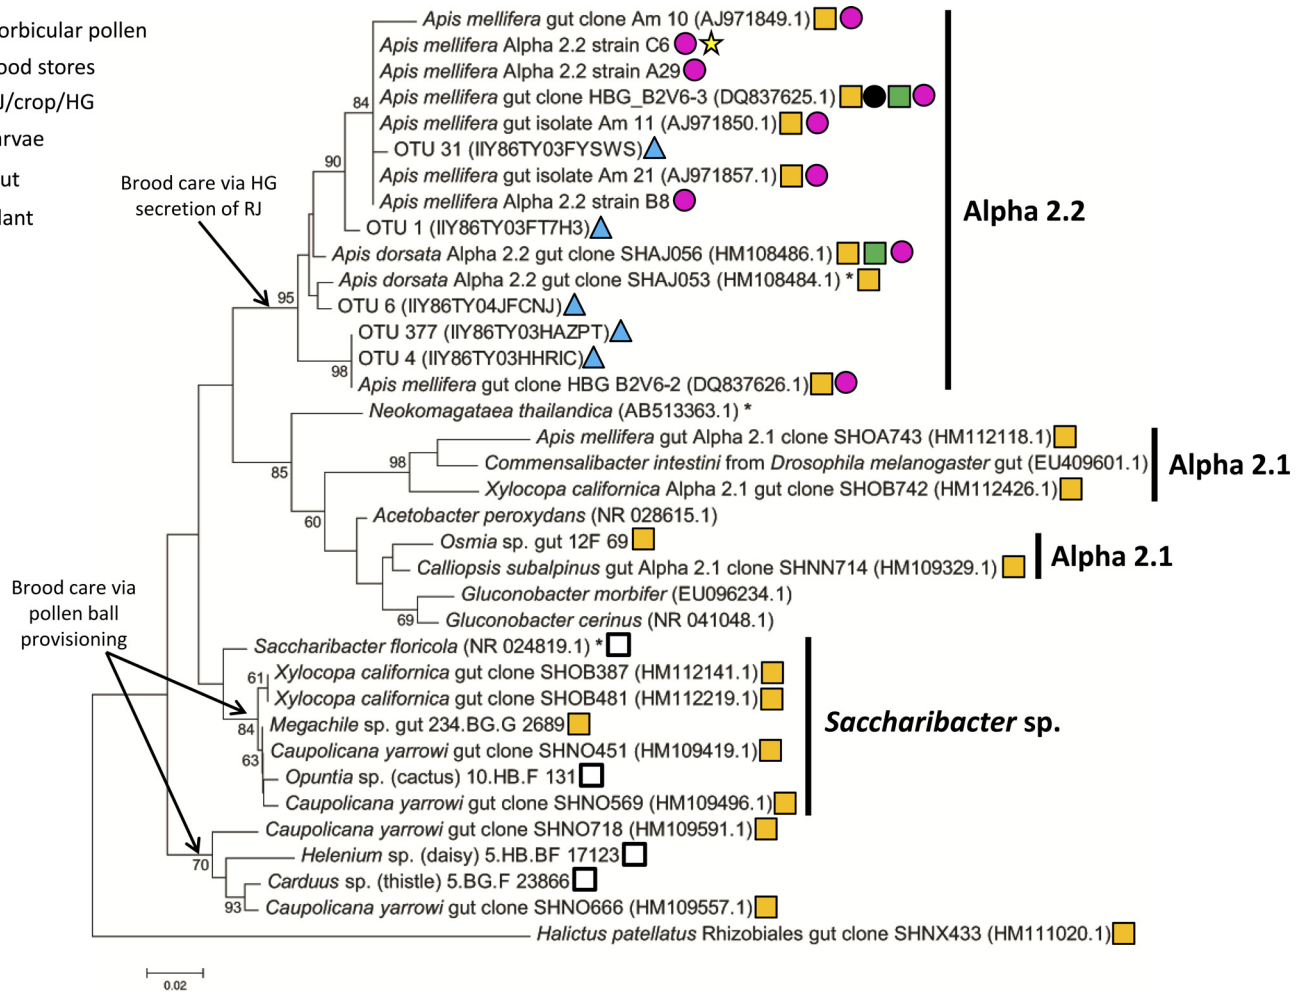 orbicular pollen
ood stores
J/crop/HG
arvae
ut
lant
Apis mellifera gut clone Am 10 (AJ971849.1)
Apis mellifera Alpha 2.2 strain C6
Apis mellifera Alpha 2.2 strain A29
Apis mellifera gut clone HBG_B2V6-3 (DQ837625.1)
84
Apis mellifera gut isolate Am 11 (AJ971850.1)
OTU 31 (IIY86TY03FYSWS)
90
Apis mellifera gut isolate Am 21 (AJ971857.1)
Apis mellifera Alpha 2.2 strain B8
Brood care via HG
secretion of RJ
Alpha 2.2
OTU 1 (IIY86TY03FT7H3)
Apis dorsata Alpha 2.2 gut clone SHAJ056 (HM108486.1)
Apis dorsata Alpha 2.2 gut clone SHAJ053 (HM108484.1) *
95
OTU 6 (IIY86TY04JFCNJ)
OTU 377 (IIY86TY03HAZPT)
OTU 4 (IIY86TY03HHRIC)
98
Apis mellifera gut clone HBG B2V6-2 (DQ837626.1)
Neokomagataea thailandica (AB513363.1) *
Apis mellifera gut Alpha 2.1 clone SHOA743 (HM112118.1)
85
98
Commensalibacter intestini from Drosophila melanogaster gut (EU409601.1)
Alpha 2.1
Xylocopa californica Alpha 2.1 gut clone SHOB742 (HM112426.1)
60
Acetobacter peroxydans (NR 028615.1)
Osmia sp. gut 12F 69
Alpha 2.1
Calliopsis subalpinus gut Alpha 2.1 clone SHNN714 (HM109329.1)
Gluconobacter morbifer (EU096234.1)
69
Gluconobacter cerinus (NR 041048.1)
Brood care via
pollen ball
provisioning
Saccharibacter floricola (NR 024819.1) *
61
Xylocopa californica gut clone SHOB387 (HM112141.1)
Xylocopa californica gut clone SHOB481 (HM112219.1)
84
Megachile sp. gut 234.BG.G 2689
Saccharibacter sp.
63
Caupolicana yarrowi gut clone SHNO451 (HM109419.1)
Opuntia sp. (cactus) 10.HB.F 131
Caupolicana yarrowi gut clone SHNO569 (HM109496.1)
Caupolicana yarrowi gut clone SHNO718 (HM109591.1)
70
Helenium sp. (daisy) 5.HB.BF 17123
Carduus sp. (thistle) 5.BG.F 23866
93
Caupolicana yarrowi gut clone SHNO666 (HM109557.1)
Halictus patellatus Rhizobiales gut clone SHNX433 (HM111020.1)
0.02